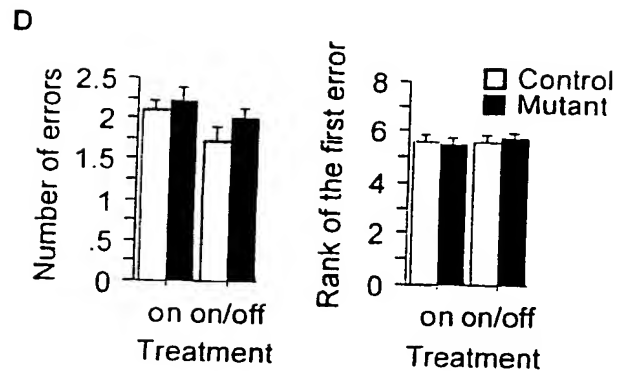 D
Number of errors
2.5
2
1.5
1
.5
0
on on/off
Treatment
Rank of the first error
8
6
4
2
0
on on/off
Treatment
Control
Mutant